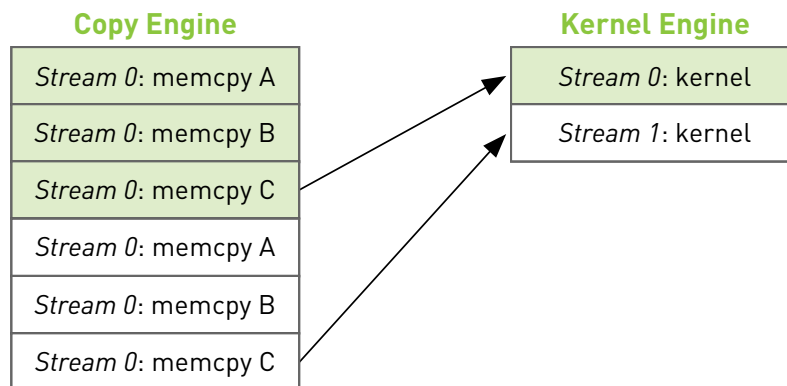 Copy Engine
Stream 0: memcpy A
Stream 0: memcpy B
Stream 0: memcpy C
Stream 0: memcpy A
Stream 0: memcpy B
Stream 0: memcpy C
Kernel Engine
Stream 0: kernel
Stream 1: kernel